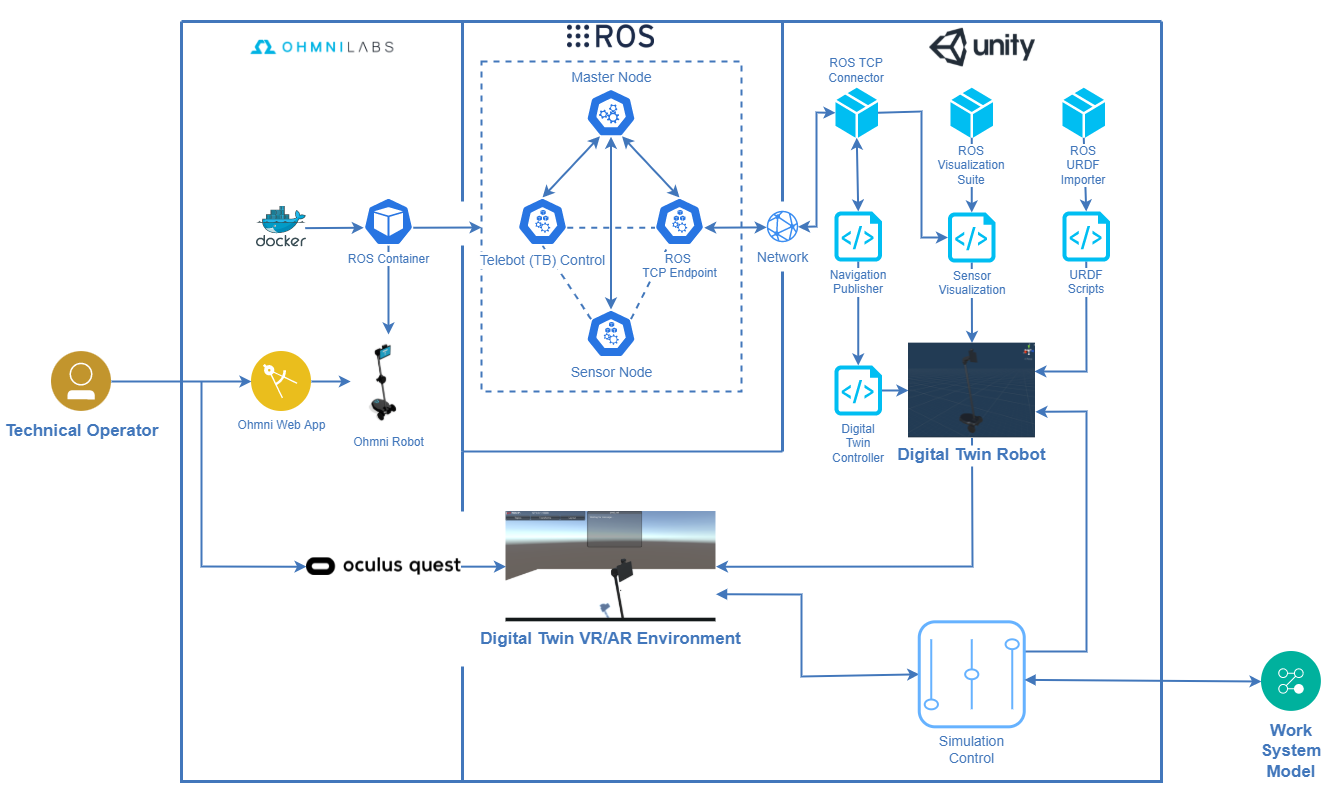 OHMNILABS
ROS
unity
Master Node
ROS TCP
Connector
ROS
Visualization
Suite
ROS
URDF
Importer
docker
ROS Container
Telebot (TB) Control
ROS
TCP Endpoint
Network
Navigation
Publisher
Sensor
Visualization
URDF
Scripts
Sensor Node
Technical Operator
Ohmni Web App
Ohmni Robot
Digital
Twin
Controller
Digital Twin Robot
oculus quest
Digital Twin VR/AR Environment
Simulation
Control
Work
System
Model